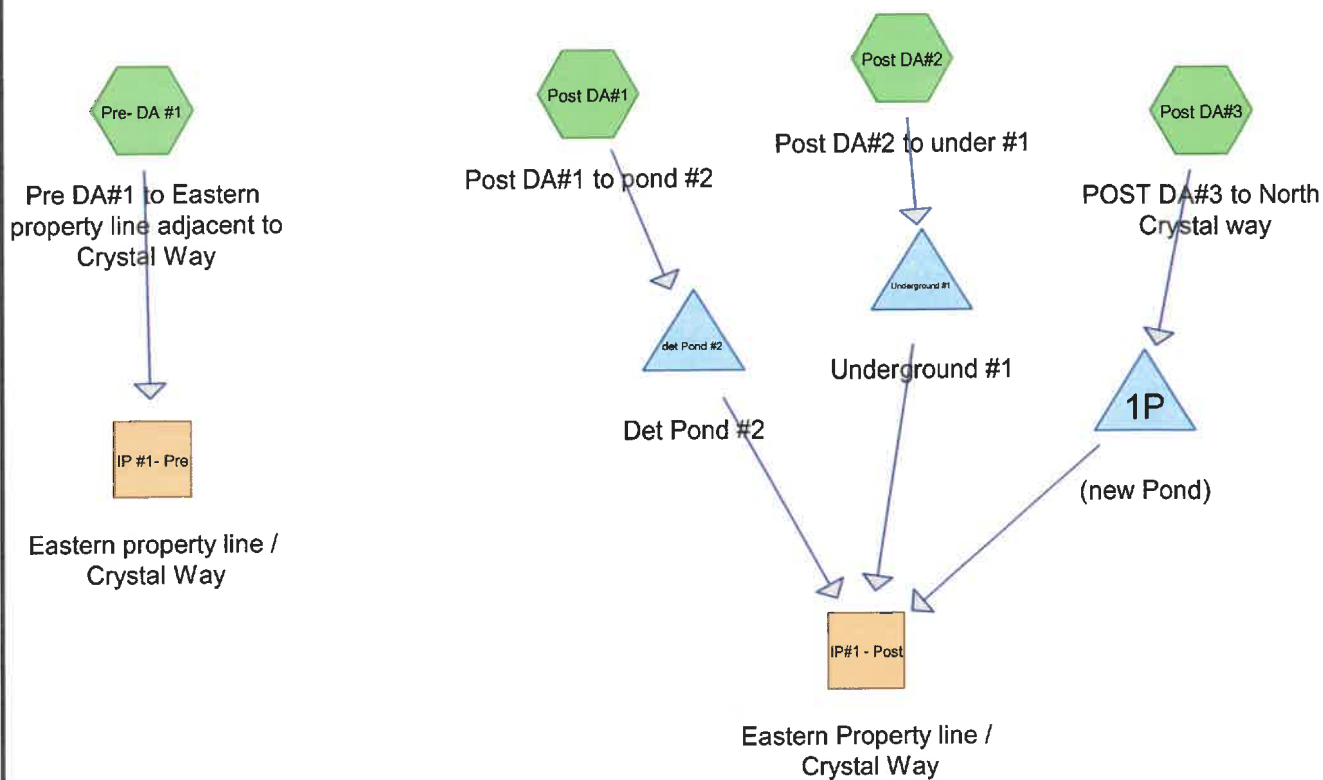 Pre- DA #1
Pre DA#1 to Eastern
property line adjacent to
Crystal Way
IP #1- Pre
Eastern property line /
Crystal Way
Post DA#1
Post DA#1 to pond #2
det Pond #2
Det Pond #2
Post DA#2
Post DA#2 to under #1
Underground #1
Underground #1
Post DA#3
POST DA#3 to North
Crystal way
1P
(new Pond)
IP#1 - Post
Eastern Property line /
Crystal Way